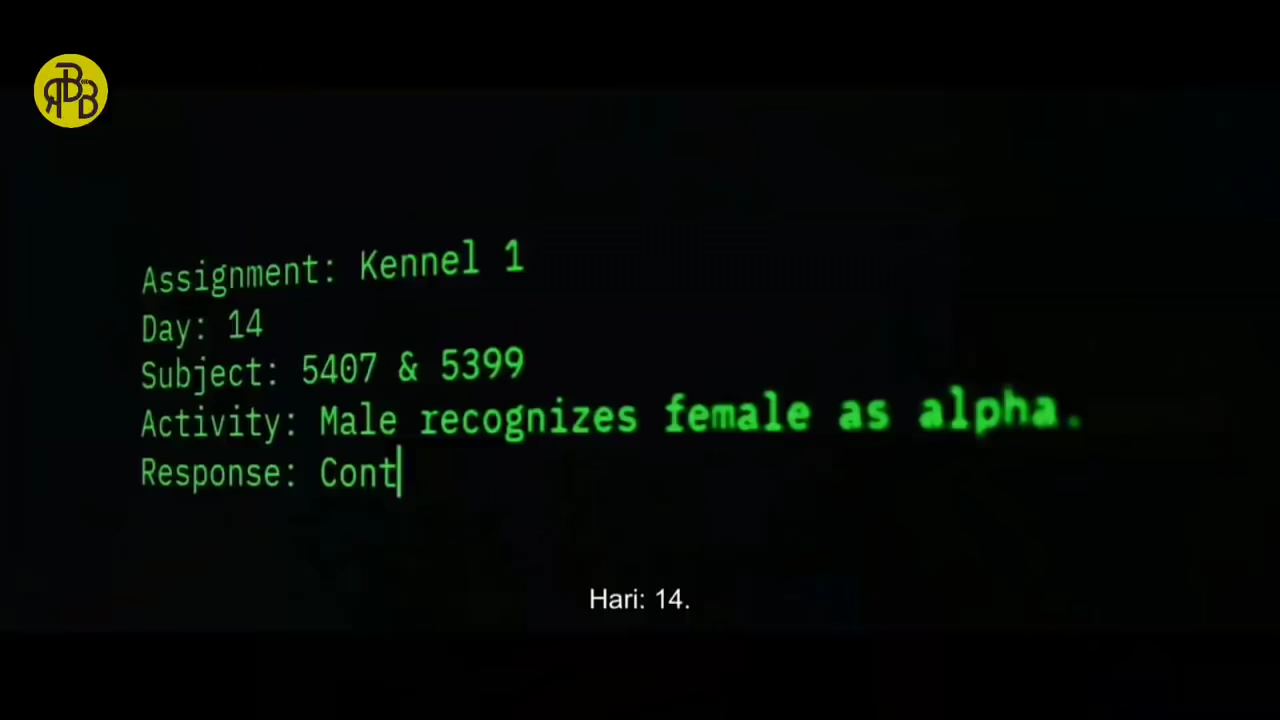 Assignment: Kennel 1
Day: 14
Subject: 5407 & 5399
Activity: Male recognizes female as alpha.
Response: Cont
Hari: 14.